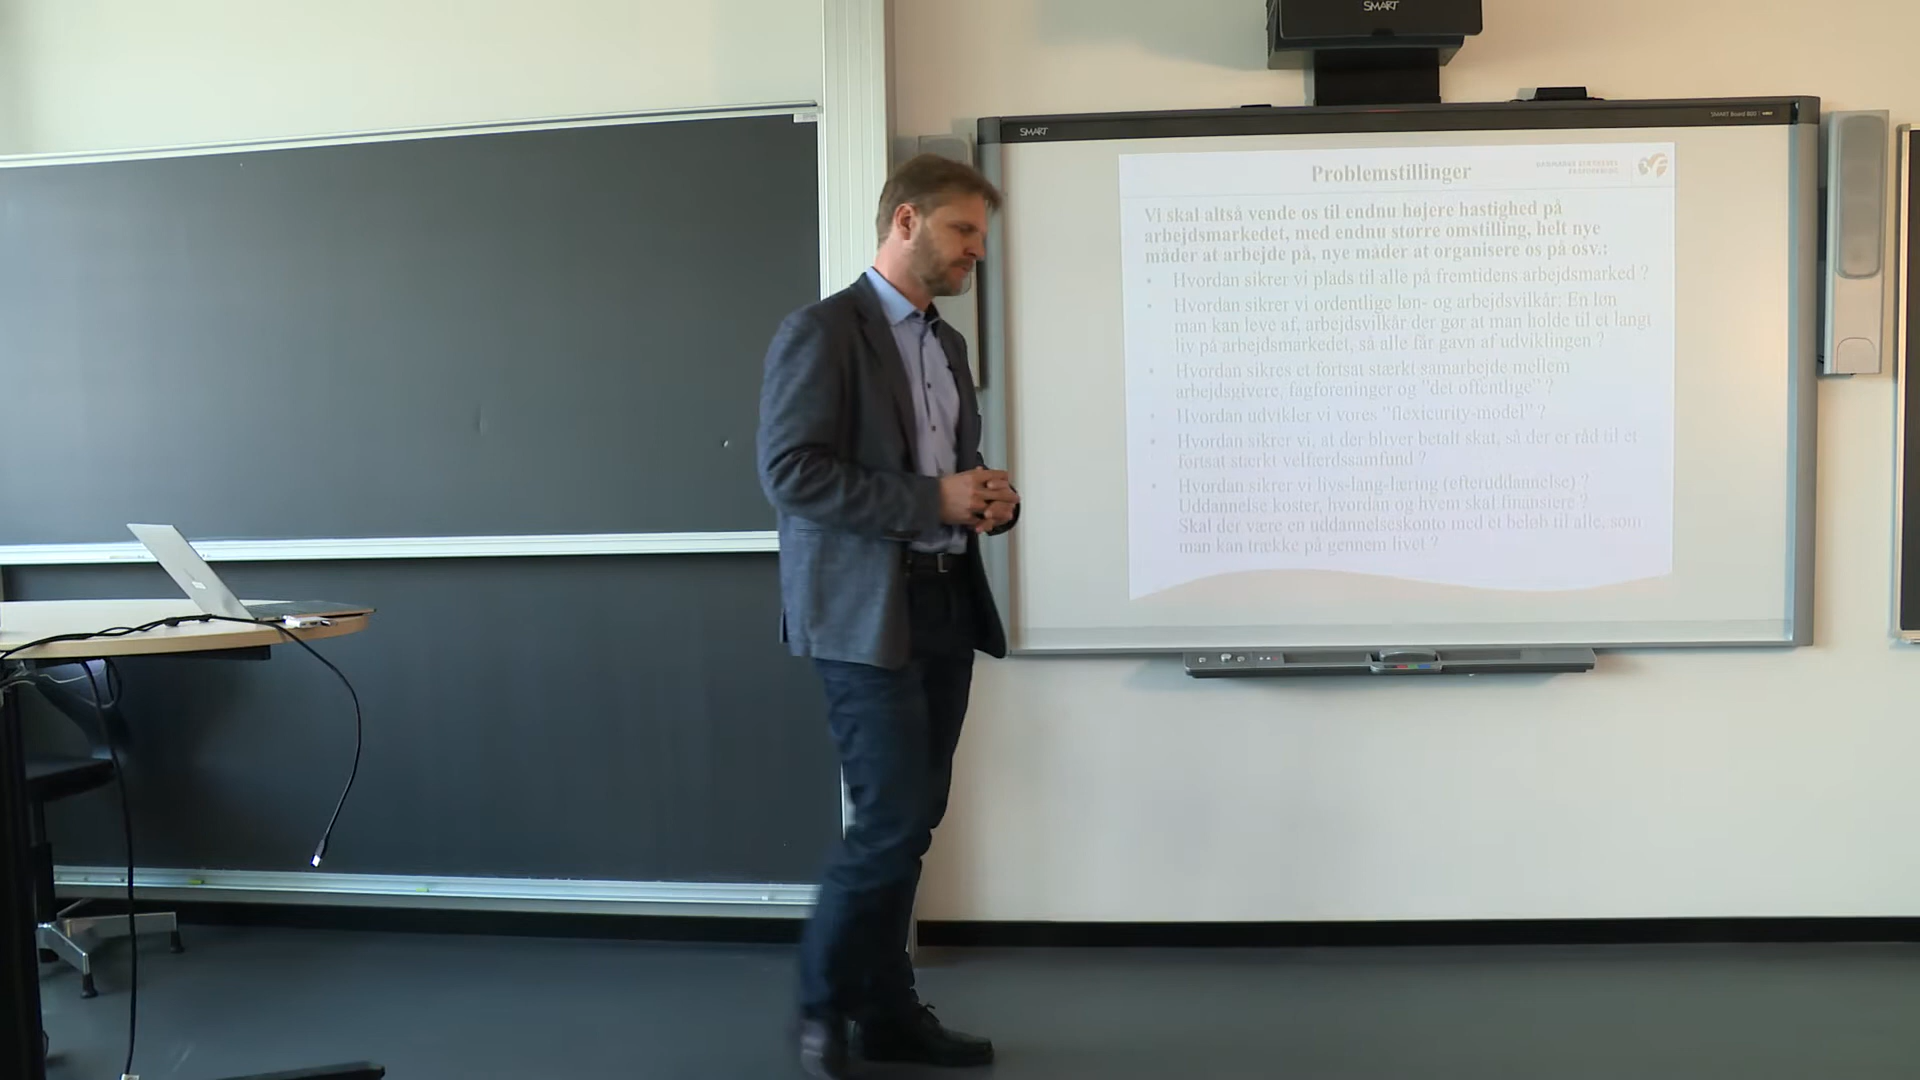 SMART
SMART
SMART Board 800
Problemstillinger
Vi skal altså vende os til endnu højere hastighed på
arbejdsmarkedet, med endnu større omstilling, helt nye
måder at arbejde på, nye måder at organisere os på osv.:
• Hvordan sikrer vi plads til alle på fremtidens arbejdsmarked ?
• Hvordan sikrer vi ordentlige løn- og arbejdsvilkår: En løn
man kan leve af, arbejdsvilkår der gør at man holde til et langt
liv på arbejdsmarkedet, så alle får gavn af udviklingen ?
• Hvordan sikres et fortsat stærkt samarbejde mellem
arbejdsgivere, fagforeninger og "det offentlige" ?
• Hvordan udvikler vi vores "flexicurity-model" ?
• Hvordan sikrer vi, at der bliver betalt skat, så der er råd til et
fortsat stærkt velfærdssamfund ?
• Hvordan sikrer vi livs-lang-lærnig (efteruddannelse) ?
Uddannelse koster, hvordan og hvem skal finansiere ?
Skal der være en uddannelseskonto med et beløb til alle, som
man kan trække på gennem livet ?